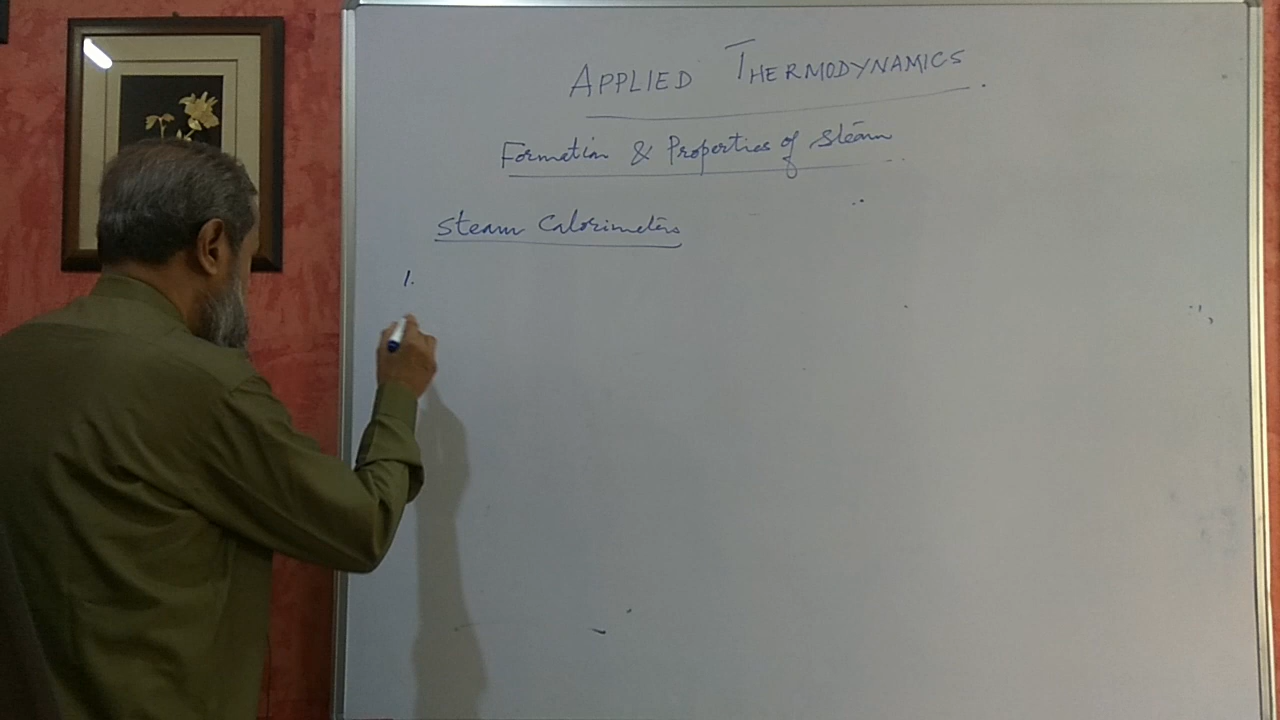 APPLIED THERMODYNAMICS
Formation & Properties of Steam
Steam Calorimeters
1.